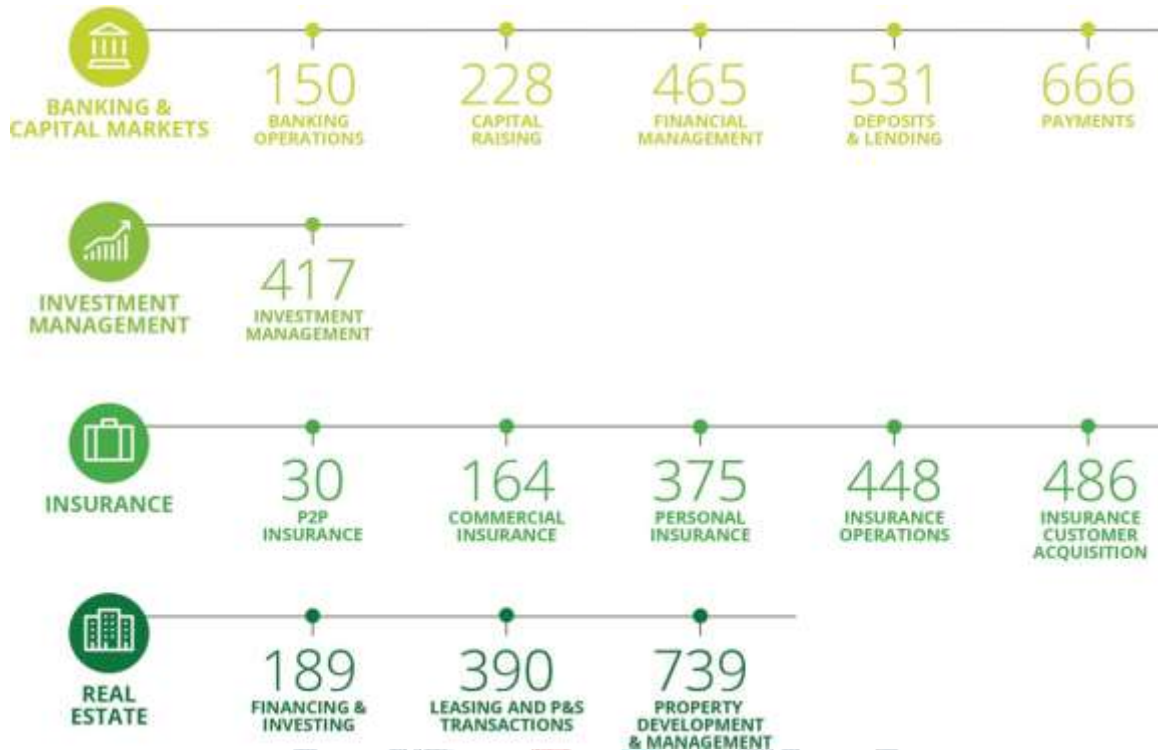 BANKING &
CAPITAL MARKETS
150
BANKING
OPERATIONS
228
CAPITAL
RAISING
465
FINANCIAL
MANAGEMENT
531
DEPOSITS
& LENDING
666
PAYMENTS
INVESTMENT
MANAGEMENT
417
INVESTMENT
MANAGEMENT
INSURANCE
30
P2P
INSURANCE
164
COMMERCIAL
INSURANCE
375
PERSONAL
INSURANCE
448
INSURANCE
OPERATIONS
486
INSURANCE
CUSTOMER
ACQUISITION
REAL
ESTATE
189
FINANCING &
INVESTING
390
LEASING AND P&S
TRANSACTIONS
739
PROPERTY
DEVELOPMENT
& MANAGEMENT